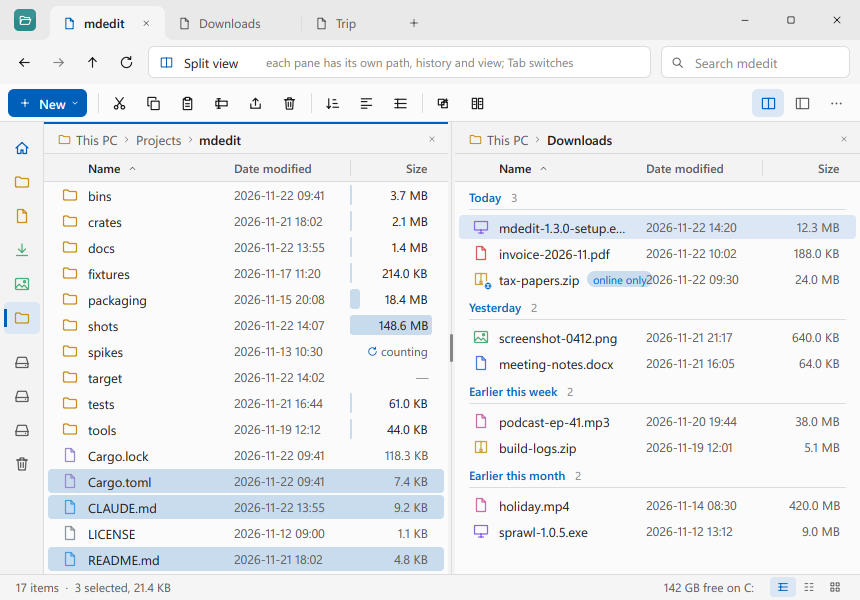 mdedit
Downloads
Trip
Split view each pane has its own path, history and view; Tab switches
Search mdedit
New
This PC Projects mdedit
Name Date modified Size
bins 2026-11-22 09:41 3.7 MB
crates 2026-11-21 18:02 2.1 MB
docs 2026-11-22 13:55 1.4 MB
fixtures 2026-11-17 11:20 214.0 KB
packaging 2026-11-15 20:08 18.4 MB
shots 2026-11-22 14:07 148.6 MB
spikes 2026-11-13 10:30 counting
target 2026-11-22 14:02 —
tests 2026-11-21 16:44 61.0 KB
tools 2026-11-19 12:12 44.0 KB
Cargo.lock 2026-11-22 09:41 118.3 KB
Cargo.toml 2026-11-22 09:41 7.4 KB
CLAUDE.md 2026-11-22 13:55 9.2 KB
LICENSE 2026-11-12 09:00 1.1 KB
README.md 2026-11-21 18:02 4.8 KB
This PC Downloads
Name Date modified Size
Today 3
mdedit-1.3.0-setup.e... 2026-11-22 14:20 12.3 MB
invoice-2026-11.pdf 2026-11-22 10:02 188.0 KB
tax-papers.zip online only 2026-11-22 09:30 24.0 MB
Yesterday 2
screenshot-0412.png 2026-11-21 21:17 640.0 KB
meeting-notes.docx 2026-11-21 16:05 64.0 KB
Earlier this week 2
podcast-ep-41.mp3 2026-11-20 19:44 38.0 MB
build-logs.zip 2026-11-19 12:01 5.1 MB
Earlier this month 2
holiday.mp4 2026-11-14 08:30 420.0 MB
sprawl-1.0.5.exe 2026-11-12 13:12 9.0 MB
17 items · 3 selected, 21.4 KB
142 GB free on C: